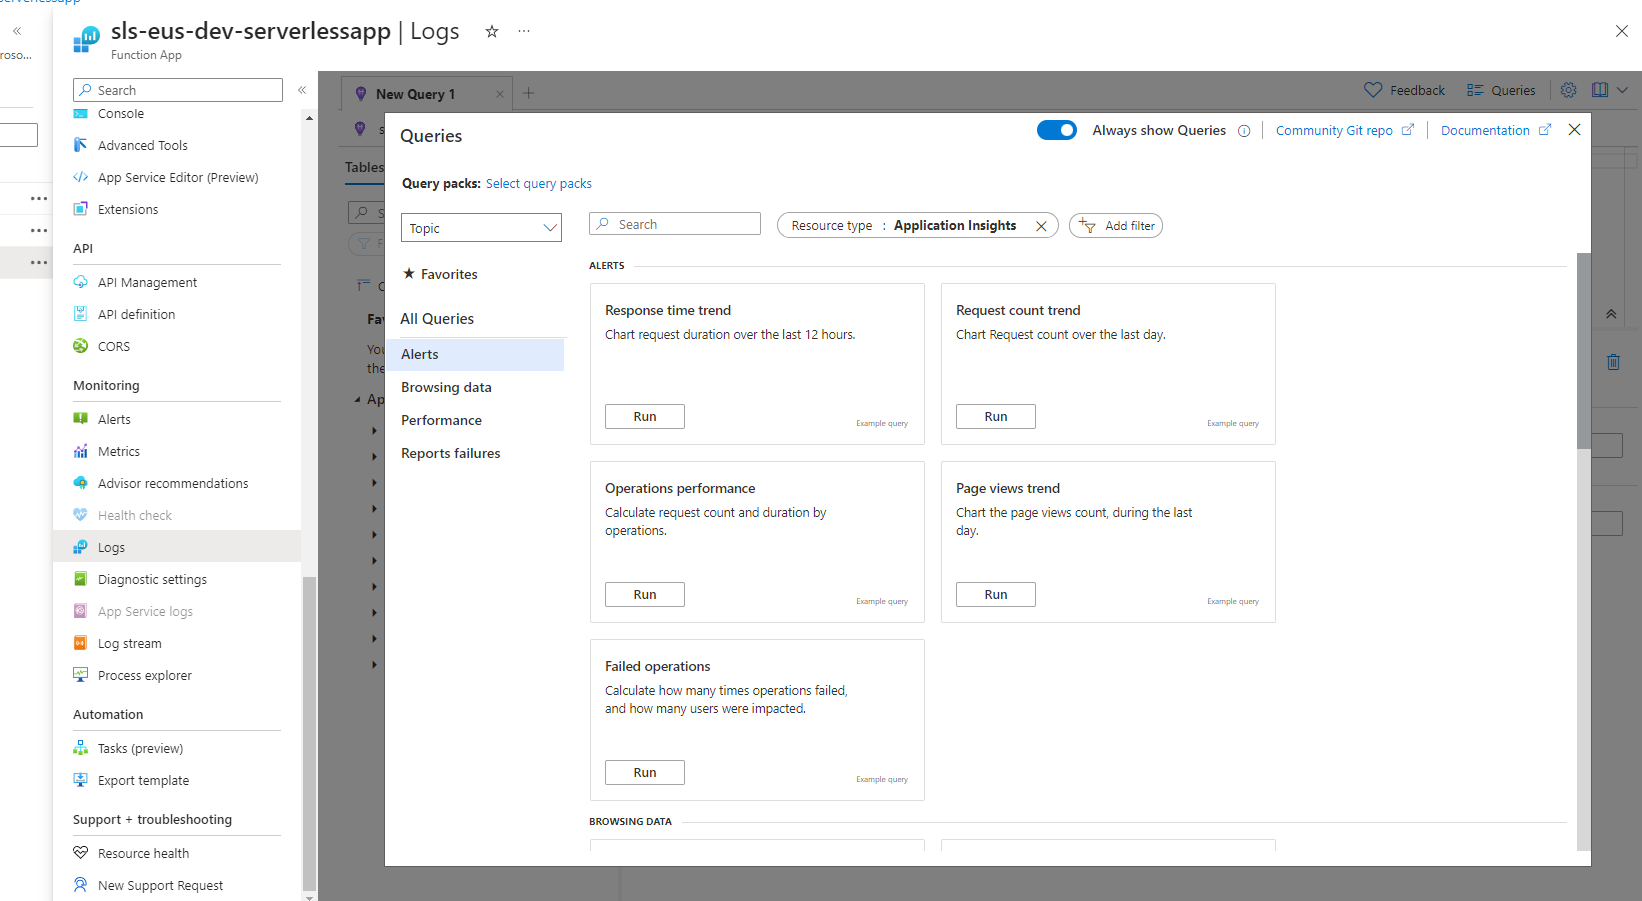 serverlessapp
roso...
sls-eus-dev-serverlessapp | Logs
Function App
Search
Console
Advanced Tools
App Service Editor (Preview)
Extensions
API
API Management
API definition
CORS
Monitoring
Alerts
Metrics
Advisor recommendations
Health check
Logs
Diagnostic settings
App Service logs
Log stream
Process explorer
Automation
Tasks (preview)
Export template
Support + troubleshooting
Resource health
New Support Request
New Query 1
Feedback
Queries
s
Tables
S
F
Fav
You
the
Ap
Queries
Always show Queries
Community Git repo
Documentation
Query packs: Select query packs
Topic
Search
Resource type : Application Insights
Add filter
Favorites
All Queries
Alerts
Browsing data
Performance
Reports failures
ALERTS
Response time trend
Chart request duration over the last 12 hours.
Run
Example query
Request count trend
Chart Request count over the last day.
Run
Example query
Operations performance
Calculate request count and duration by
operations.
Run
Example query
Page views trend
Chart the page views count, during the last
day.
Run
Example query
Failed operations
Calculate how many times operations failed,
and how many users were impacted.
Run
Example query
BROWSING DATA